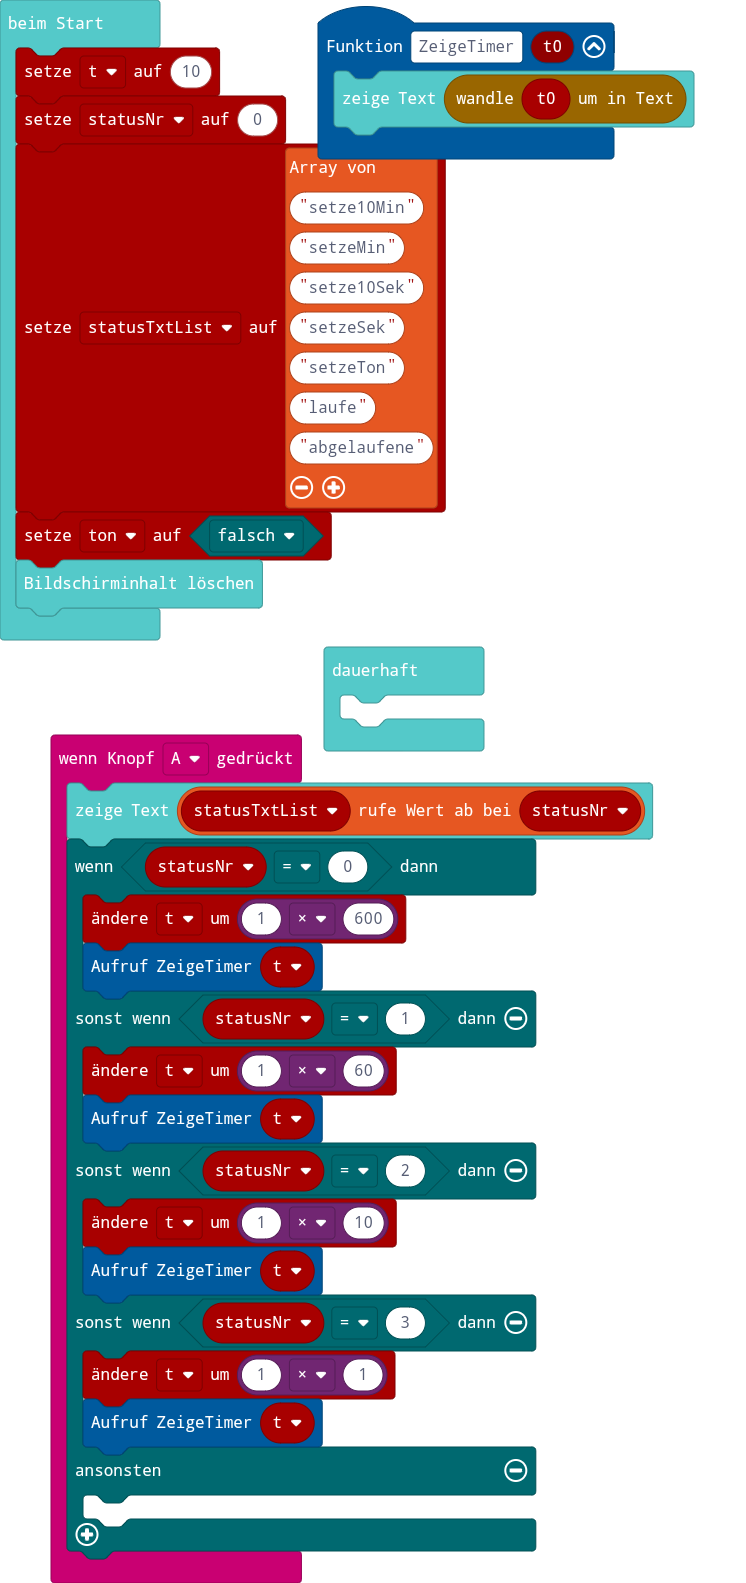 beim Start
setze t auf 10
setze statusNr auf 0
setze statusTxtList auf Array von
"setze10Min"
"setzeMin"
"setze10Sek"
"setzeSek"
"setzeTon"
"laufe"
"abgelaufene"
setze ton auf falsch
Bildschirminhalt löschen
Funktion ZeigeTimer t0
zeige Text wandle t0 um in Text
dauerhaft
wenn Knopf A gedrückt
zeige Text statusTxtList rufe Wert ab bei statusNr
wenn statusNr = 0 dann
ändere t um 1 × 600
Aufruf ZeigeTimer t
sonst wenn statusNr = 1 dann
ändere t um 1 × 60
Aufruf ZeigeTimer t
sonst wenn statusNr = 2 dann
ändere t um 1 × 10
Aufruf ZeigeTimer t
sonst wenn statusNr = 3 dann
ändere t um 1 × 1
Aufruf ZeigeTimer t
ansonsten